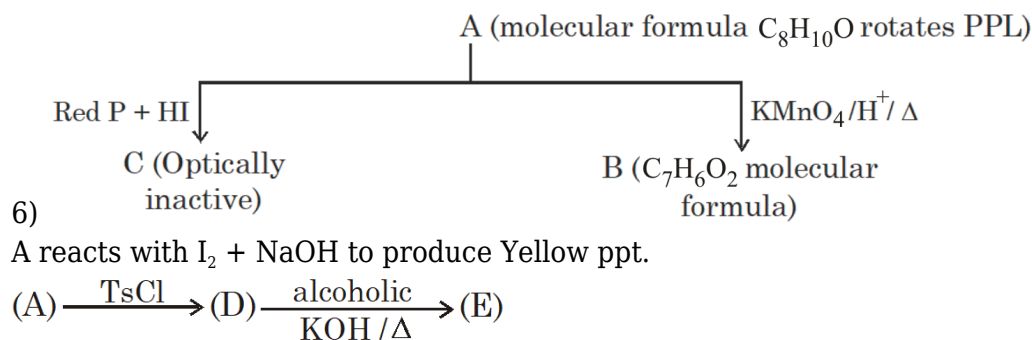 A (molecular formula C₈H₁₀O rotates PPL)
Red P + HI
KMnO₄/H⁺/ Δ
C (Optically inactive)
B (C₇H₆O₂ molecular formula)
6)
A reacts with I₂ + NaOH to produce Yellow ppt.
(A) TsCl (D) alcoholic KOH / Δ (E)